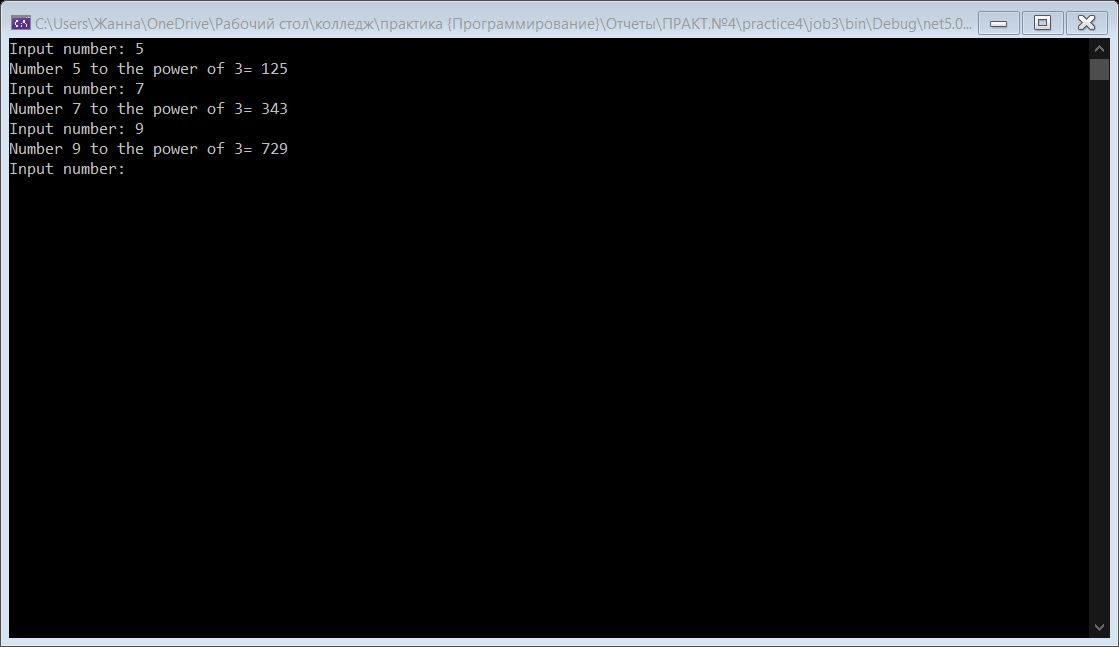 C:\Users\Жанна\OneDrive\Рабочий стол\колледж\практика {Программирование}\Отчеты\ПРАКТ.№4\practice4\job3\bin\Debug\net5.0...
Input number: 5
Number 5 to the power of 3= 125
Input number: 7
Number 7 to the power of 3= 343
Input number: 9
Number 9 to the power of 3= 729
Input number: